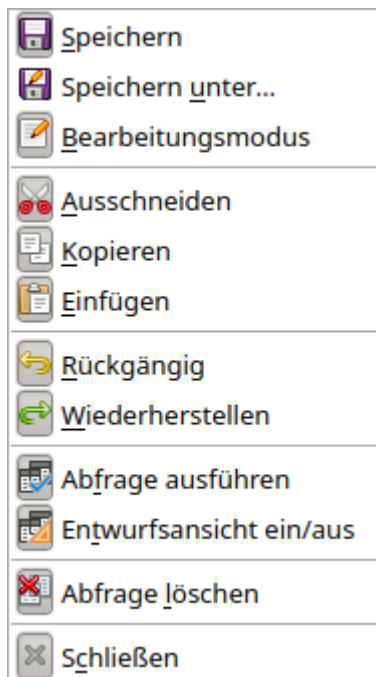 Speichern
Speichern unter...
Bearbeitungsmodus
Ausschneiden
Kopieren
Einfügen
Rückgängig
Wiederherstellen
Abfrage ausführen
Entwurfsansicht ein/aus
Abfrage löschen
Schließen